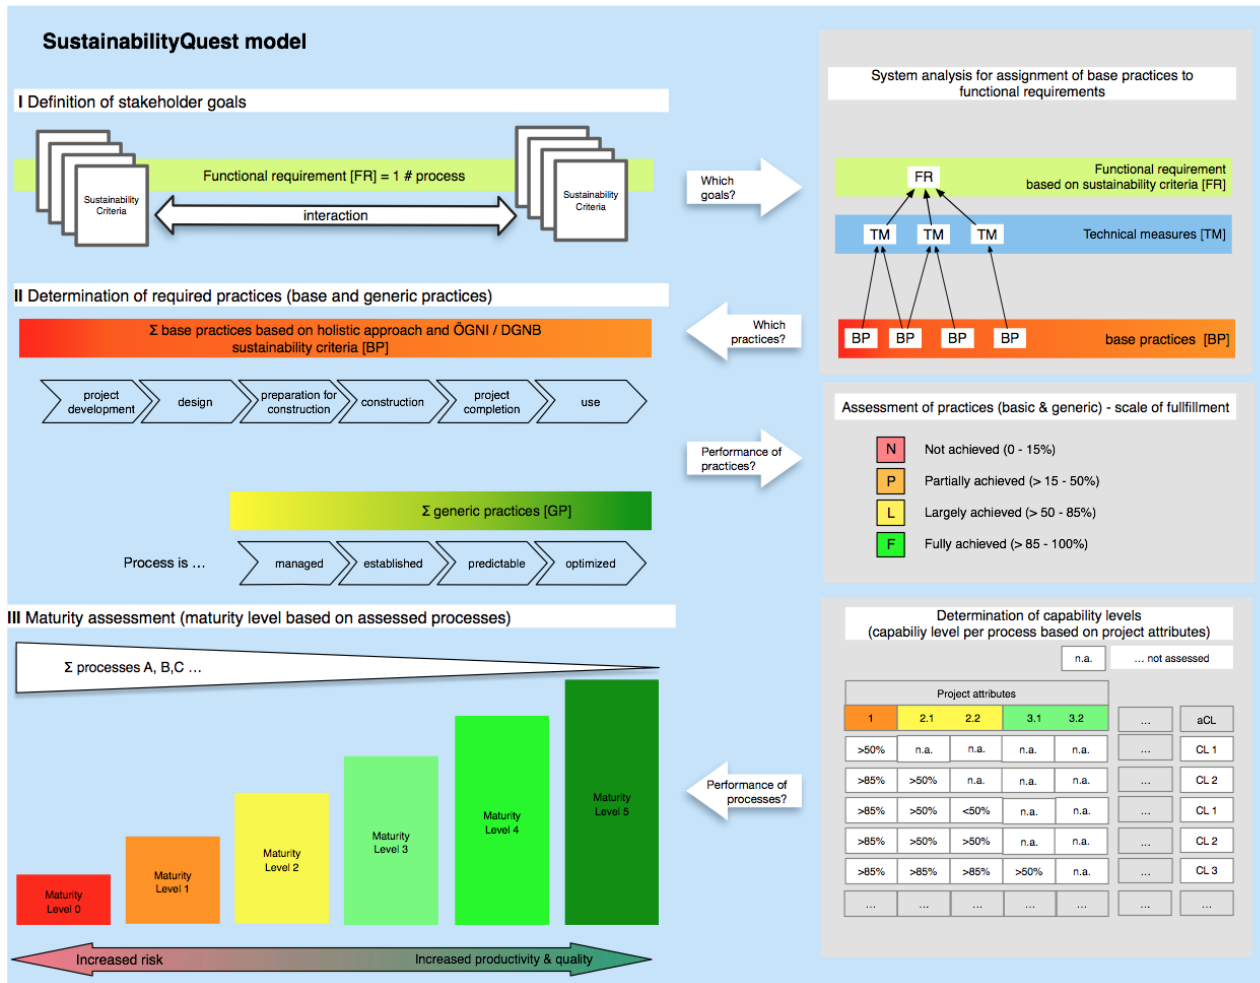 SustainabilityQuest model
I Definition of stakeholder goals
Sustainability
Criteria
Functional requirement [FR] = 1 # process
interaction
Sustainability
Criteria
Which
goals?
System analysis for assignment of base practices to
functional requirements
FR
Functional requirement
based on sustainability criteria [FR]
TM
TM
TM
Technical measures [TM]
BP
BP
BP
BP
base practices [BP]
II Determination of required practices (base and generic practices)
Σ base practices based on holistic approach and ÖGNI / DGNB
sustainability criteria [BP]
Which
practices?
project
development
design
preparation for
construction
construction
project
completion
use
Performance of
practices?
Assessment of practices (basic & generic) - scale of fullfillment
N Not achieved (0 - 15%)
P Partially achieved (> 15 - 50%)
L Largely achieved (> 50 - 85%)
F Fully achieved (> 85 - 100%)
Σ generic practices [GP]
Process is ...
managed
established
predictable
optimized
III Maturity assessment (maturity level based on assessed processes)
Σ processes A, B,C ...
Maturity
Level 0
Maturity
Level 1
Maturity
Level 2
Maturity
Level 3
Maturity
Level 4
Maturity
Level 5
Increased risk
Increased productivity & quality
Performance of
processes?
Determination of capability levels
(capabiliy level per process based on project attributes)
n.a. ... not assessed
Project attributes
1 2.1 2.2 3.1 3.2 ... aCL
>50% n.a. n.a. n.a. n.a. ... CL 1
>85% >50% n.a. n.a. n.a. ... CL 2
>85% >50% <50% n.a. n.a. ... CL 1
>85% >50% >50% n.a. n.a. ... CL 2
>85% >85% >85% >50% n.a. ... CL 3
... ... ... ... ... ... ...